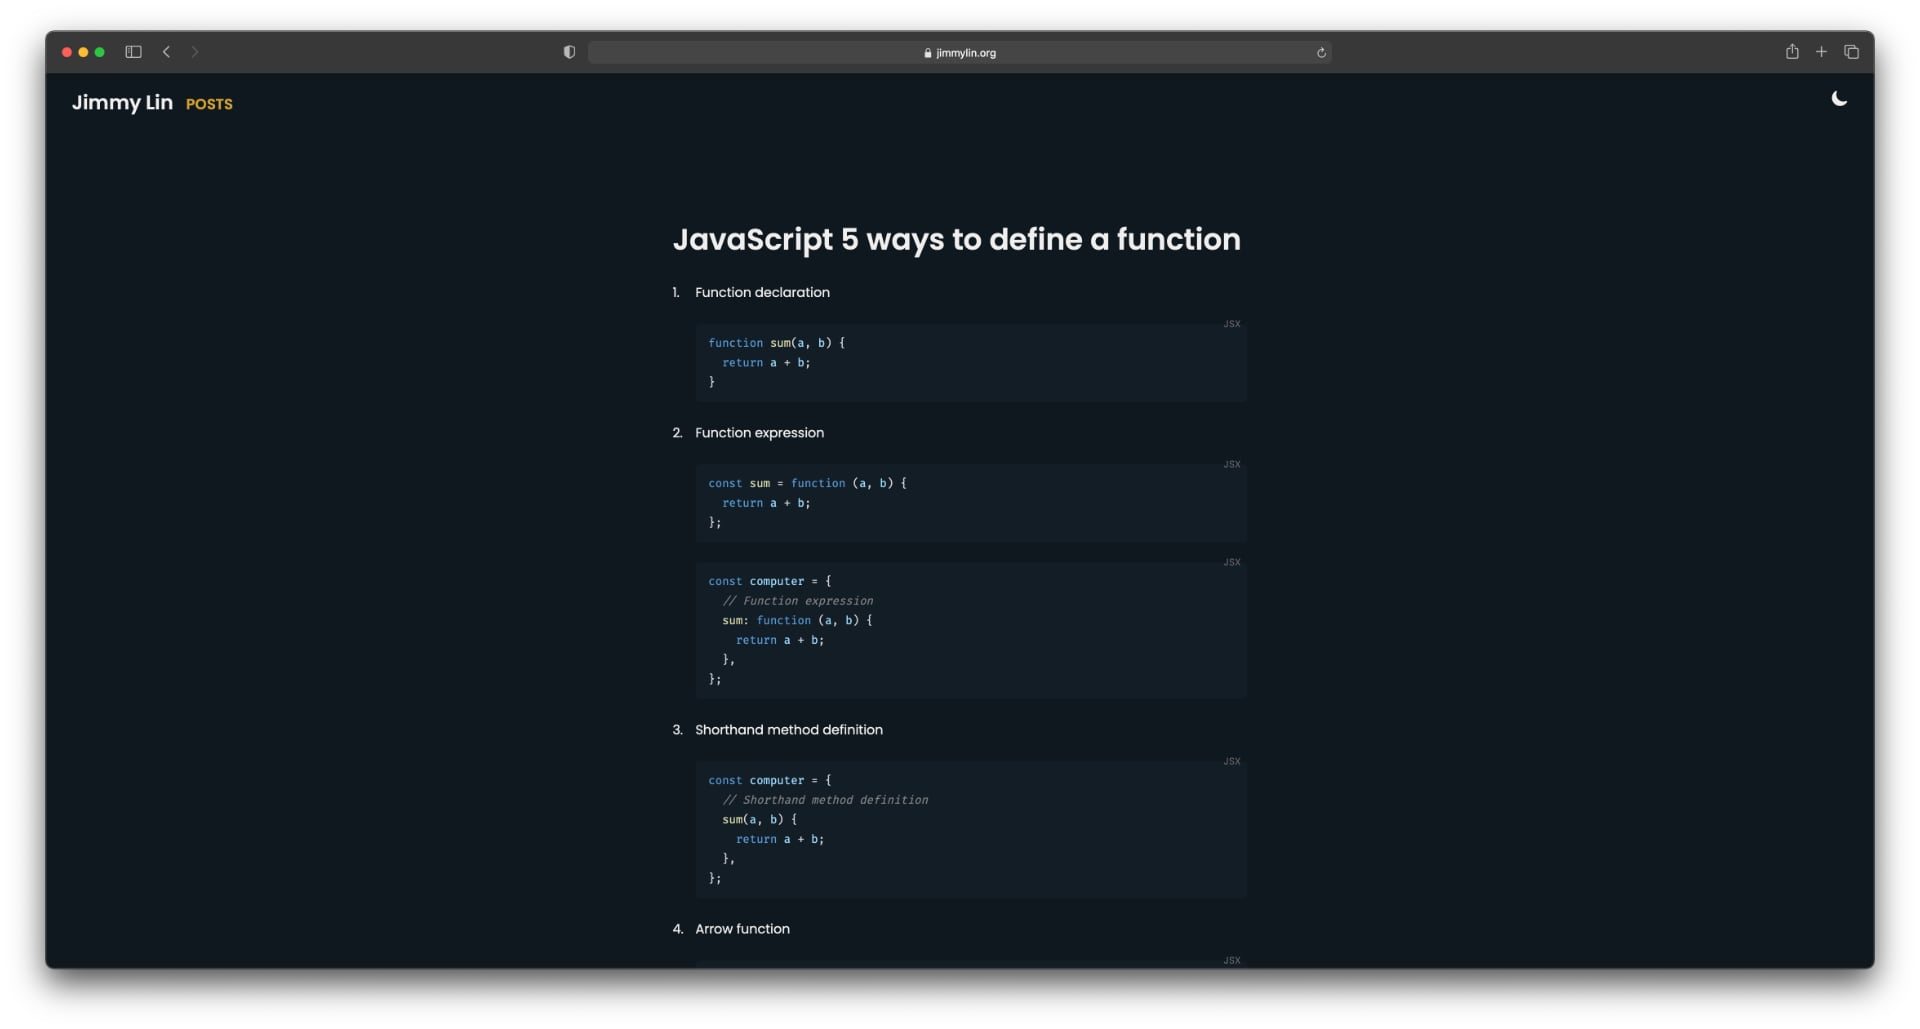 jimmylin.org
Jimmy Lin POSTS
JavaScript 5 ways to define a function
1. Function declaration
JSX
function sum(a, b) {
  return a + b;
}
2. Function expression
JSX
const sum = function (a, b) {
  return a + b;
};
JSX
const computer = {
  // Function expression
  sum: function (a, b) {
    return a + b;
  },
};
3. Shorthand method definition
JSX
const computer = {
  // Shorthand method definition
  sum(a, b) {
    return a + b;
  },
};
4. Arrow function
JSX